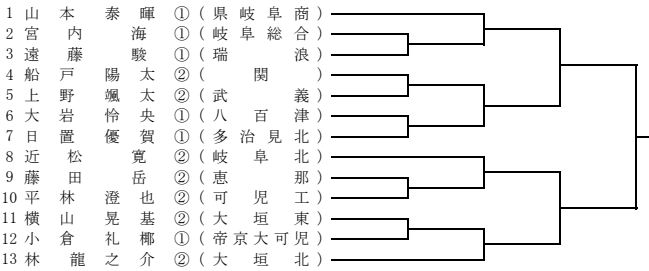 1 山本 泰暉 ① (県岐阜商)
2 宮内 海 ① (岐阜総合)
3 遠藤 駿 ① (瑞浪)
4 船戸 陽太 ② (関)
5 上野 颯太 ② (武義)
6 大岩 怜央 ① (八百津)
7 日置 優賀 ① (多治見北)
8 近松 寛 ② (岐阜北)
9 藤田 岳 ② (恵那)
10 平林 澄也 ② (可児工)
11 横山 晃基 ② (大垣東)
12 小倉 礼梛 ① (帝京大可児)
13 林 龍之介 ② (大垣北)